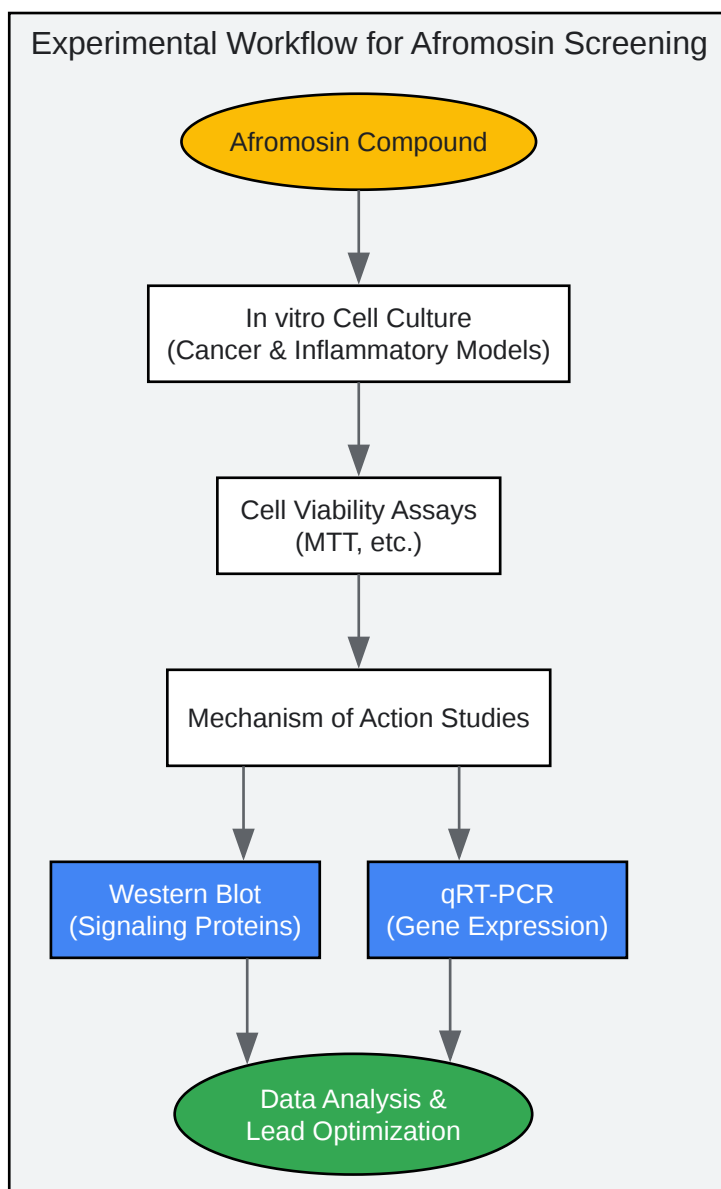 Experimental Workflow for Afromosin Screening
Afromosin Compound
In vitro Cell Culture
(Cancer & Inflammatory Models)
Cell Viability Assays
(MTT, etc.)
Mechanism of Action Studies
Western Blot
(Signaling Proteins)
qRT-PCR
(Gene Expression)
Data Analysis &
Lead Optimization